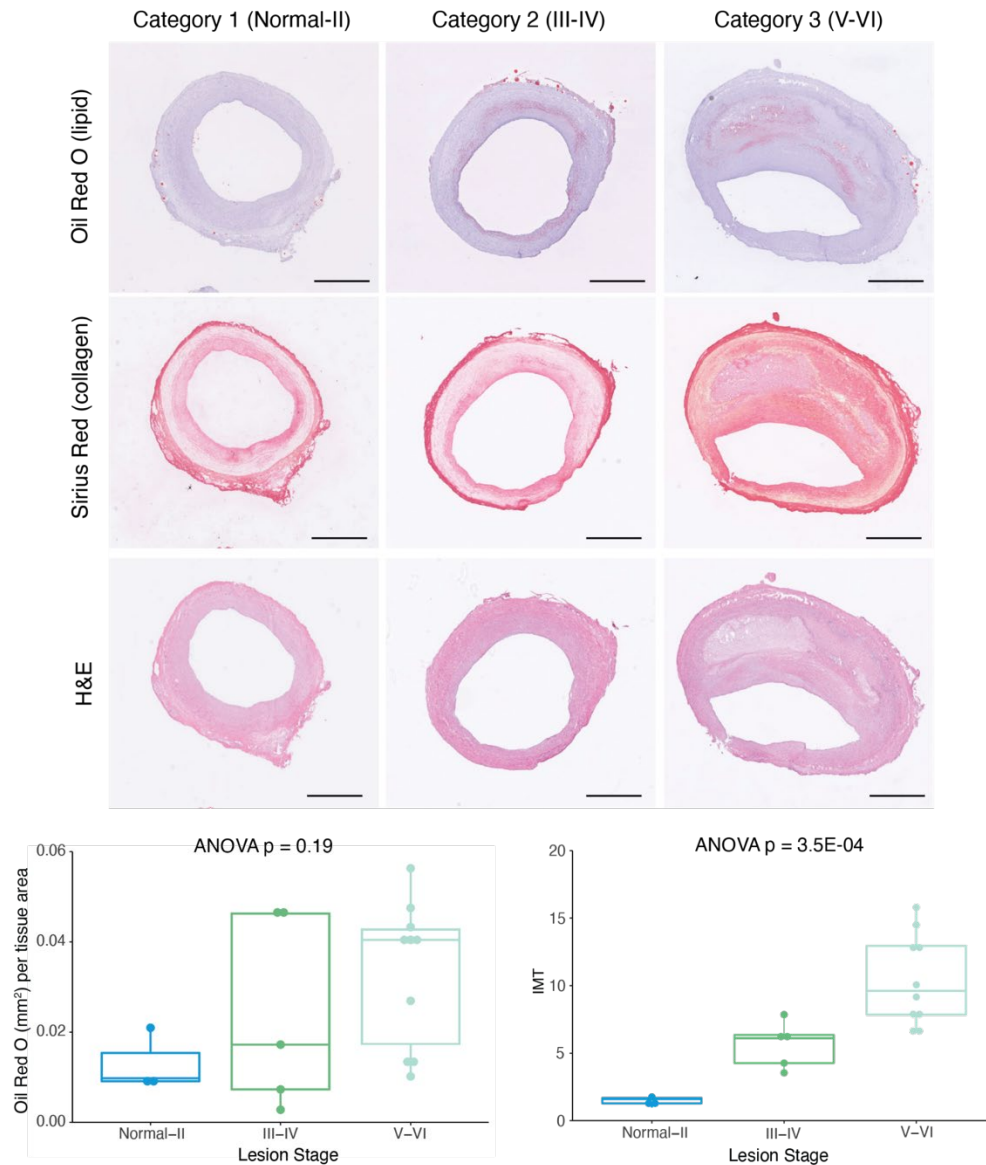 Category 1 (Normal-II)
Category 2 (III-IV)
Category 3 (V-VI)
Oil Red O (lipid)
Sirius Red (collagen)
H&E
ANOVA p = 0.19
Oil Red O (mm²) per tissue area
0.06
0.04
0.02
0.00
Normal–II
III–IV
V–VI
Lesion Stage
ANOVA p = 3.5E-04
IMT
20
15
10
5
0
Normal–II
III–IV
V–VI
Lesion Stage